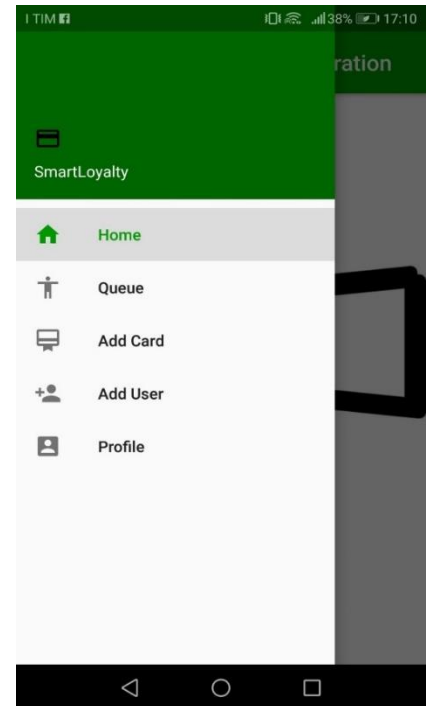 I TIM 38% 17:10
ration
SmartLoyalty
Home
Queue
Add Card
Add User
Profile